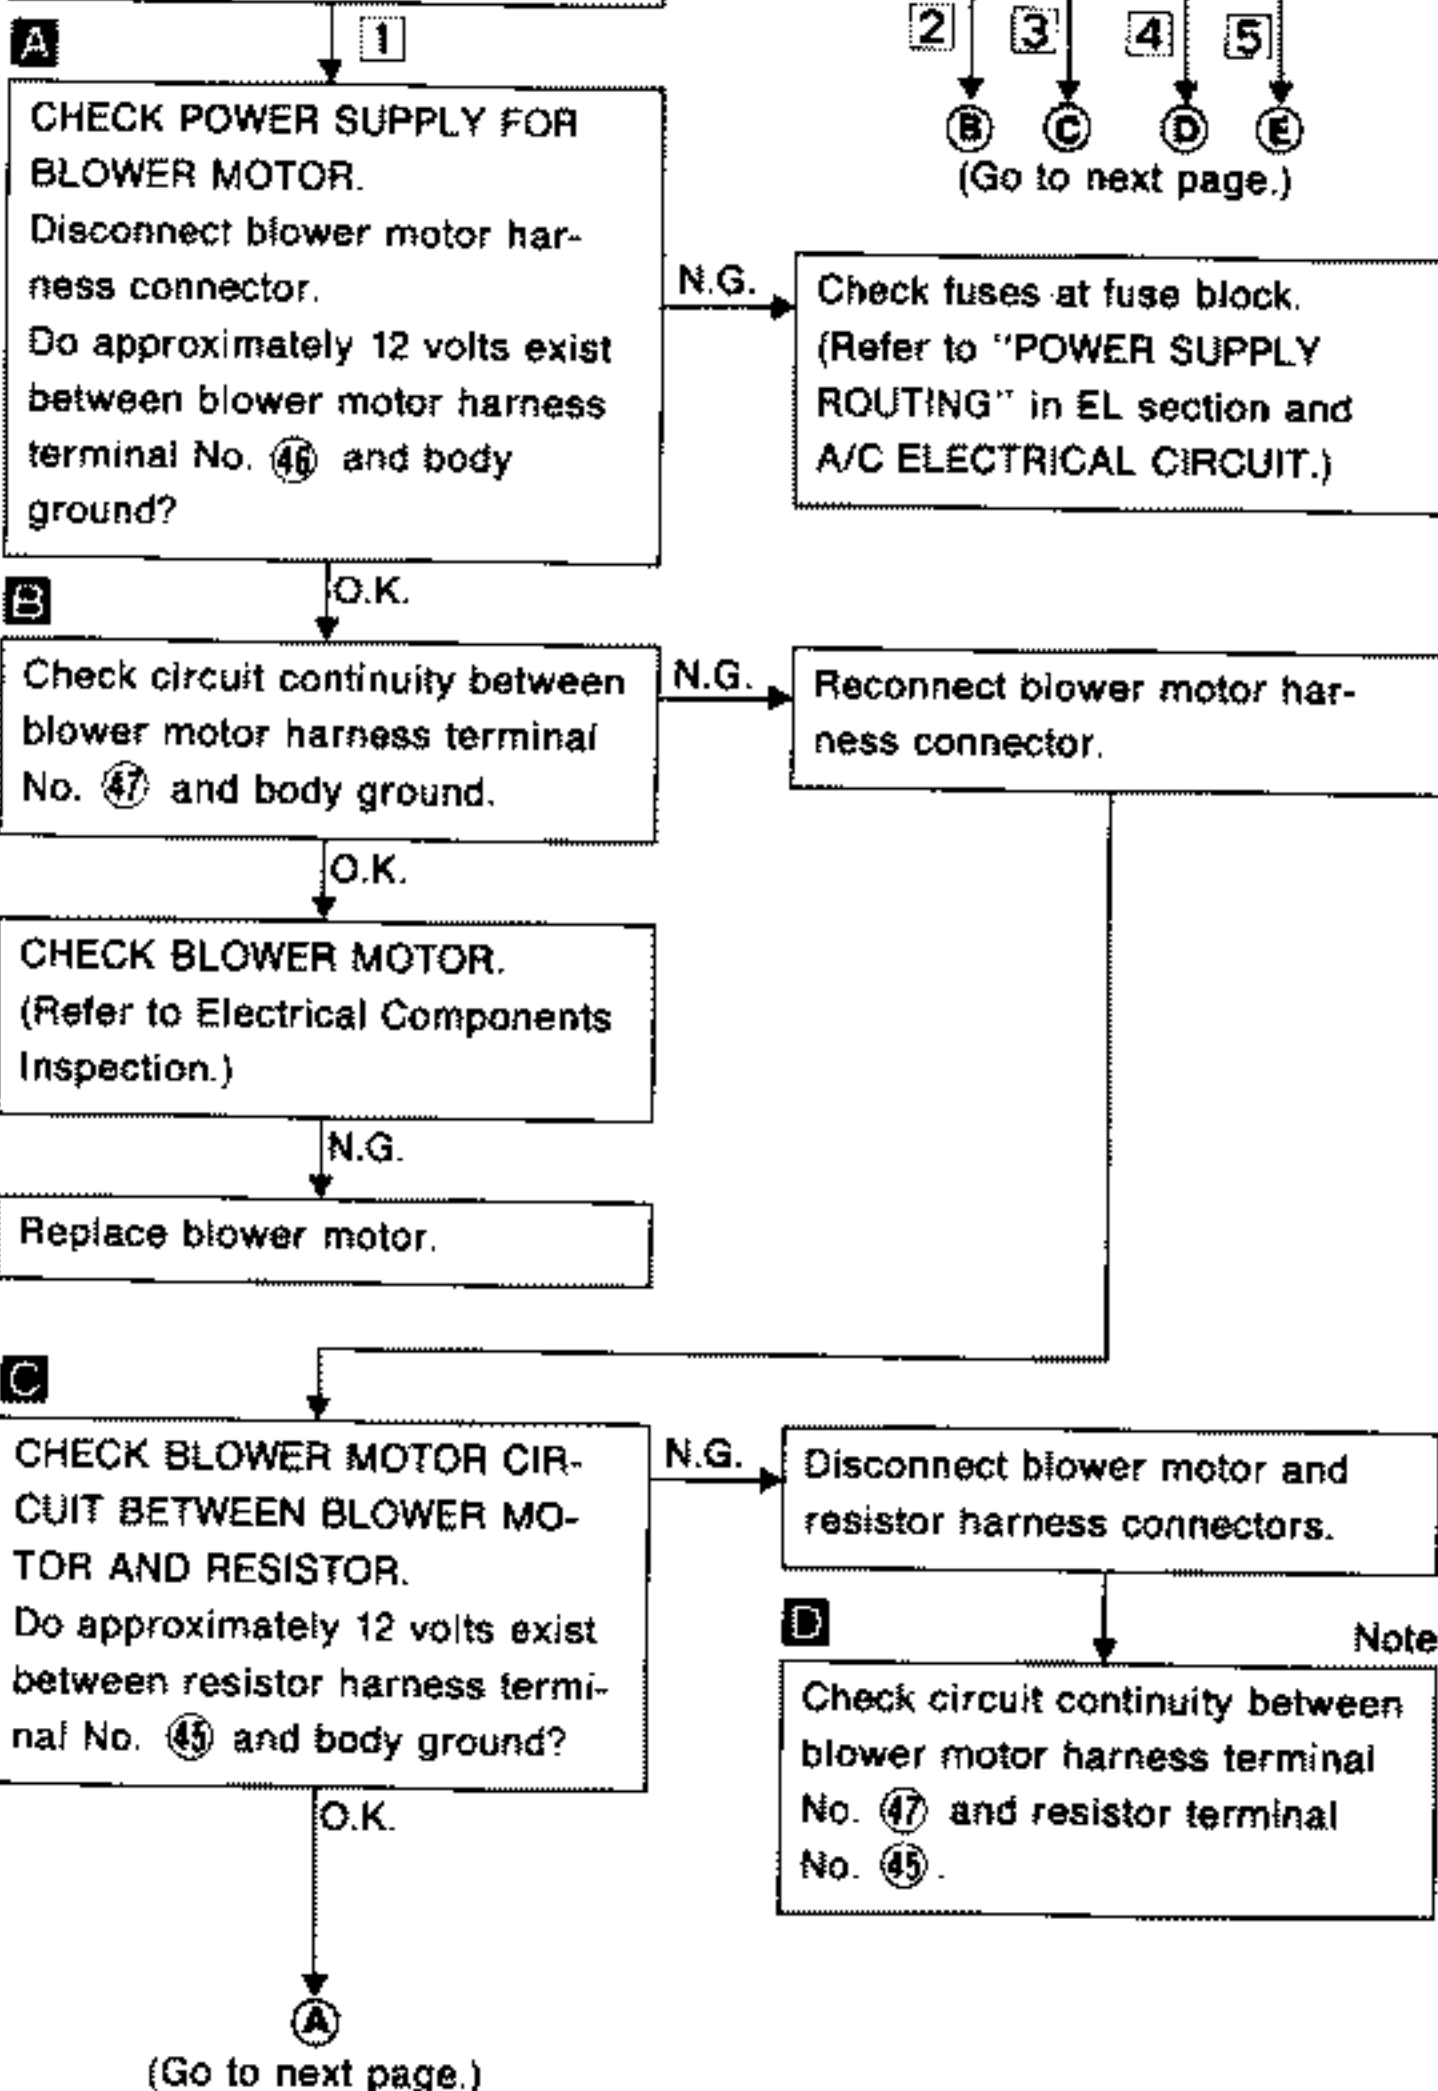 A
1
2 3 4 5
B C D E
(Go to next page.)
CHECK POWER SUPPLY FOR
BLOWER MOTOR.
Disconnect blower motor har-
ness connector.
Do approximately 12 volts exist
between blower motor harness
terminal No. 46 and body
ground?
N.G.
Check fuses at fuse block.
(Refer to "POWER SUPPLY
ROUTING" in EL section and
A/C ELECTRICAL CIRCUIT.)
O.K.
B
Check circuit continuity between
blower motor harness terminal
No. 47 and body ground.
N.G.
Reconnect blower motor har-
ness connector.
O.K.
CHECK BLOWER MOTOR.
(Refer to Electrical Components
Inspection.)
N.G.
Replace blower motor.
C
CHECK BLOWER MOTOR CIR-
CUIT BETWEEN BLOWER MO-
TOR AND RESISTOR.
Do approximately 12 volts exist
between resistor harness termi-
nal No. 45 and body ground?
N.G.
Disconnect blower motor and
resistor harness connectors.
D
Note
Check circuit continuity between
blower motor harness terminal
No. 47 and resistor terminal
No. 45.
O.K.
A
(Go to next page.)